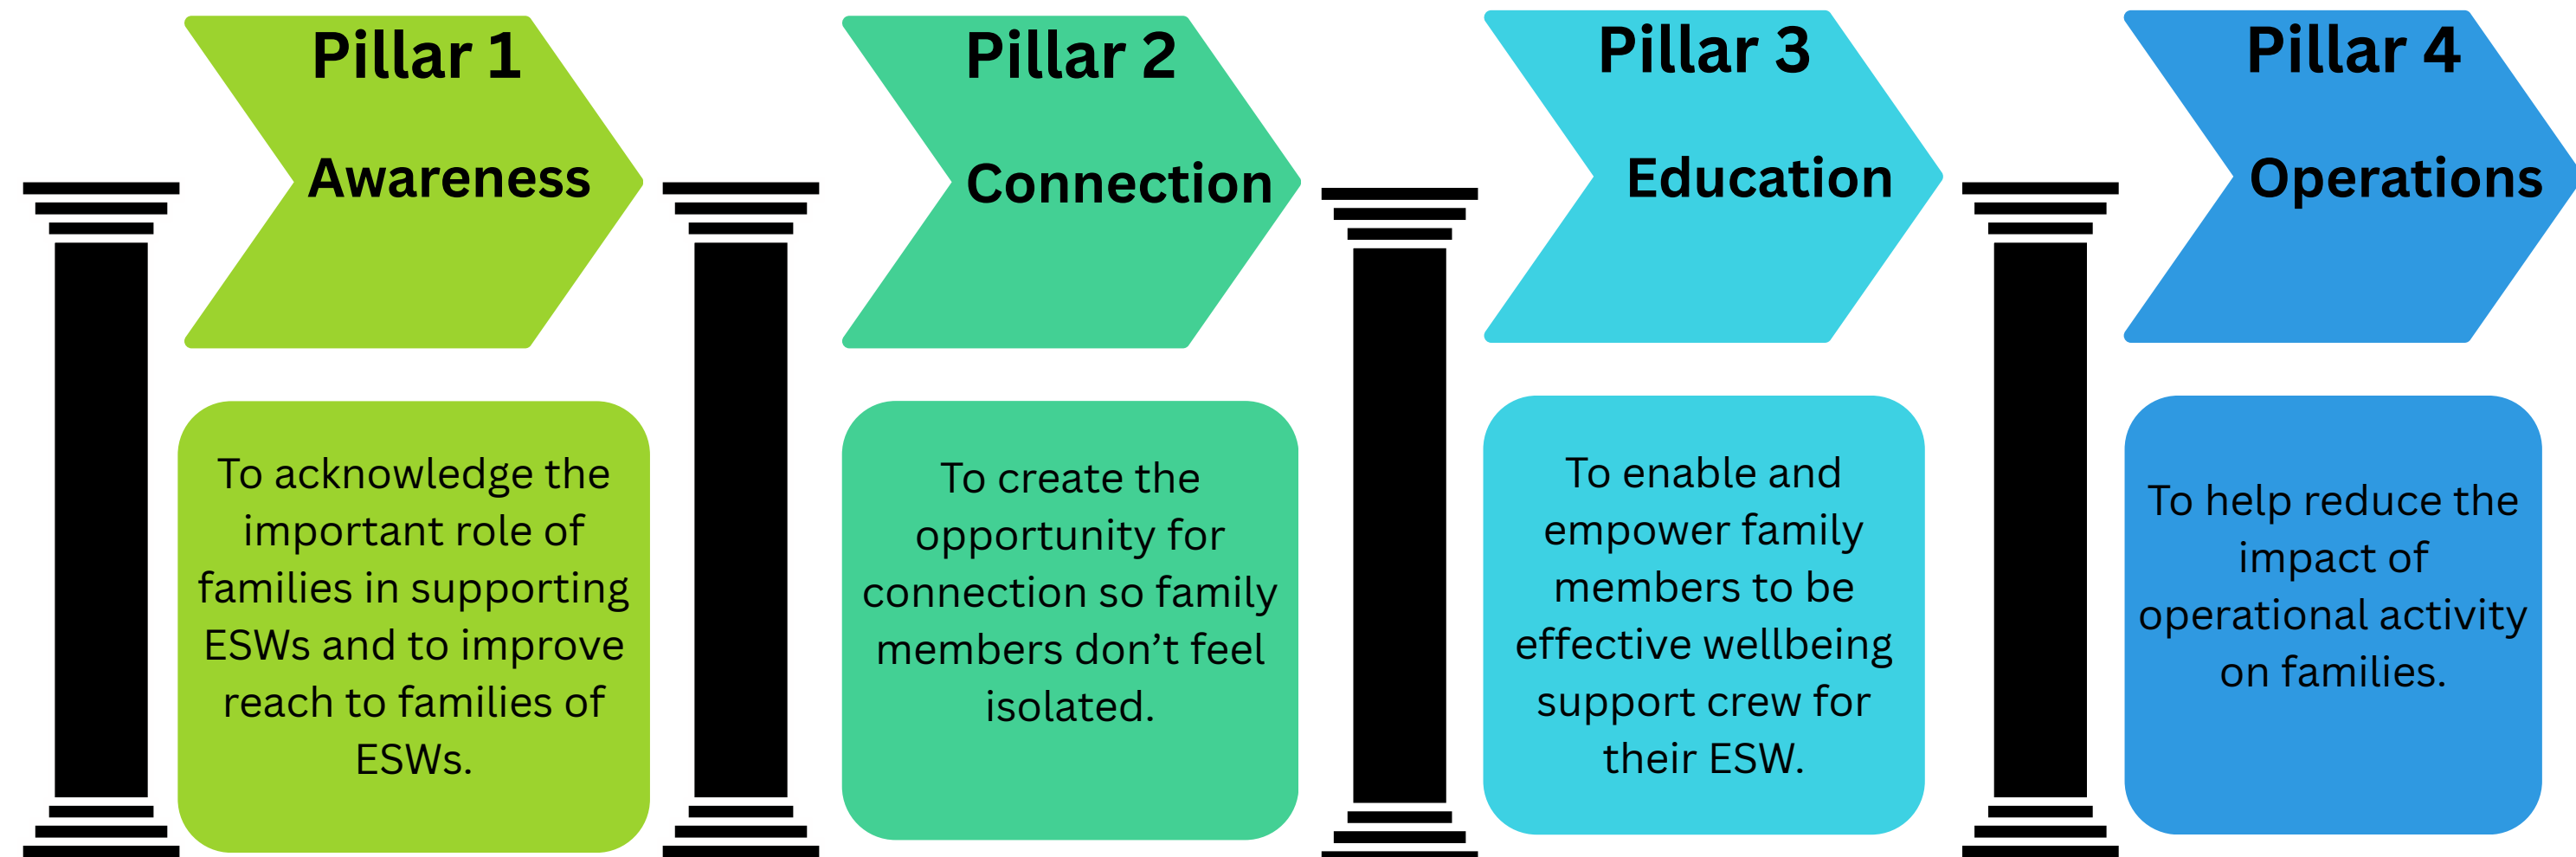 Pillar 1
Awareness
To acknowledge the
important role of
families in supporting
ESWs and to improve
reach to families of
ESWs.
Pillar 2
Connection
To create the
opportunity for
connection so family
members don’t feel
isolated.
Pillar 3
Education
To enable and
empower family
members to be
effective wellbeing
support crew for
their ESW.
Pillar 4
Operations
To help reduce the
impact of
operational activity
on families.